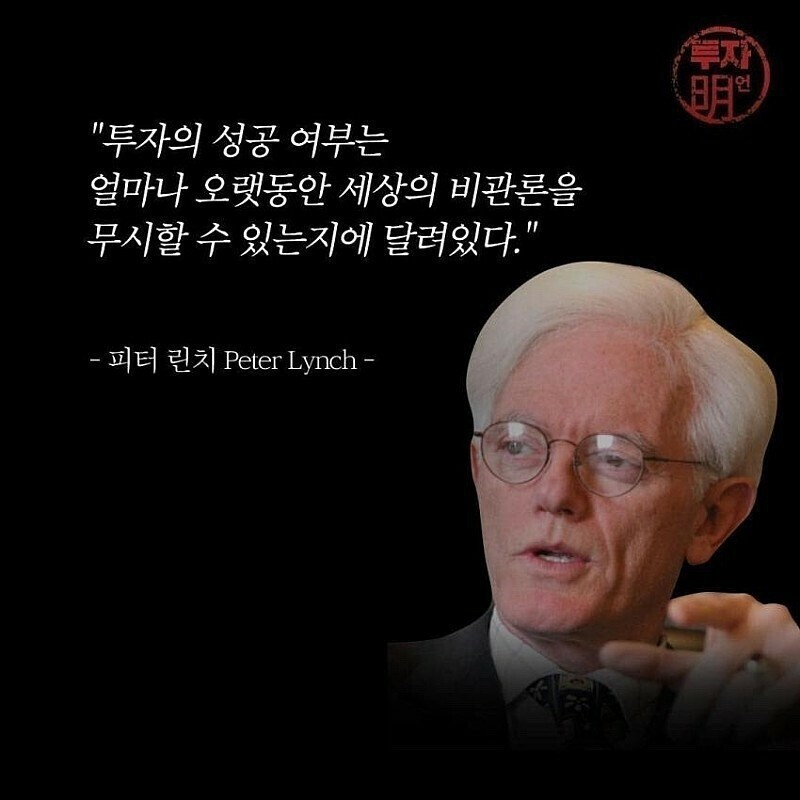 투자
明언
"투자의 성공 여부는
얼마나 오랫동안 세상의 비관론을
무시할 수 있는지에 달려있다."
- 피터 린치 Peter Lynch -